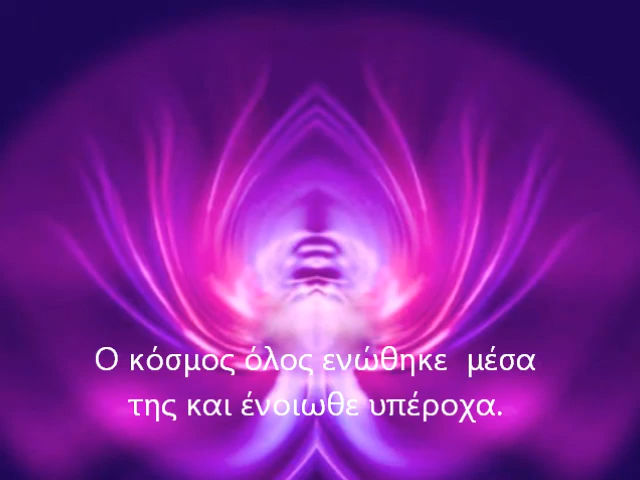 Ο κόσμος όλος ενώθηκε  μέσα
της και ένοιωθε υπέροχα.